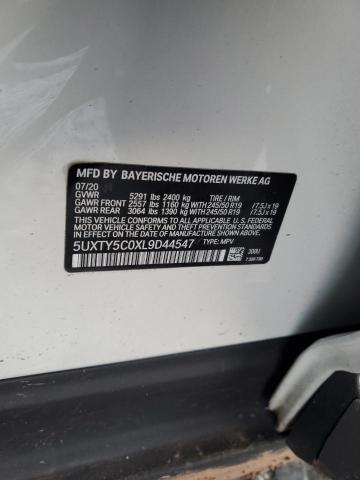 MFD BY BAYERISCHE MOTOREN WERKE AG
07/20
GVWR 5291 lbs 2400 kg TIRE / RIM
GAWR FRONT 2557 lbs 1160 kg WITH 245/50 R19 / 7.5J x 19
GAWR REAR 3064 lbs 1390 kg WITH 245/50 R19 / 7.5J x 19
THIS VEHICLE CONFORMS TO ALL APPLICABLE U.S. FEDERAL
MOTOR VEHICLE SAFETY STANDARDS IN EFFECT ON THE DATE
OF MANUFACTURE SHOWN ABOVE.
5UXTY5C0XL9D44547 / TYPE: MPV
300U